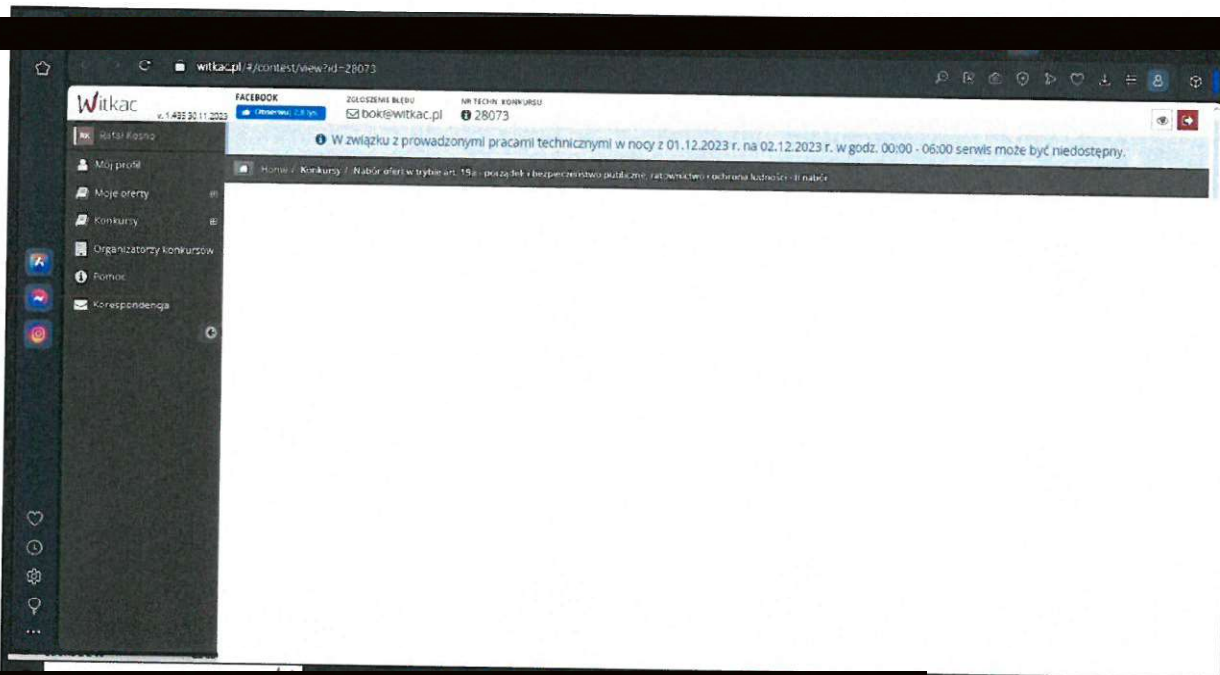 witkac.pl/#/contest/view?id=28073
Witkac
v. 1.485 30.11.2023
FACEBOOK
ZGŁOSZENIE BŁĘDU
bok@witkac.pl
NR TECHN. KONKURSU
28073
W związku z prowadzonymi pracami technicznymi w nocy z 01.12.2023 r. na 02.12.2023 r. w godz. 00:00 - 06:00 serwis może być niedostępny.
RK Rafał
Home / Konkursy / Nabór ofert w trybie art. 19a - porządek i bezpieczeństwo publiczne, ratownictwo i ochrona ludności - II nabór
Mój profil
Moje oferty
Konkursy
Organizatorzy konkursów
Pomoc
Korespondencja